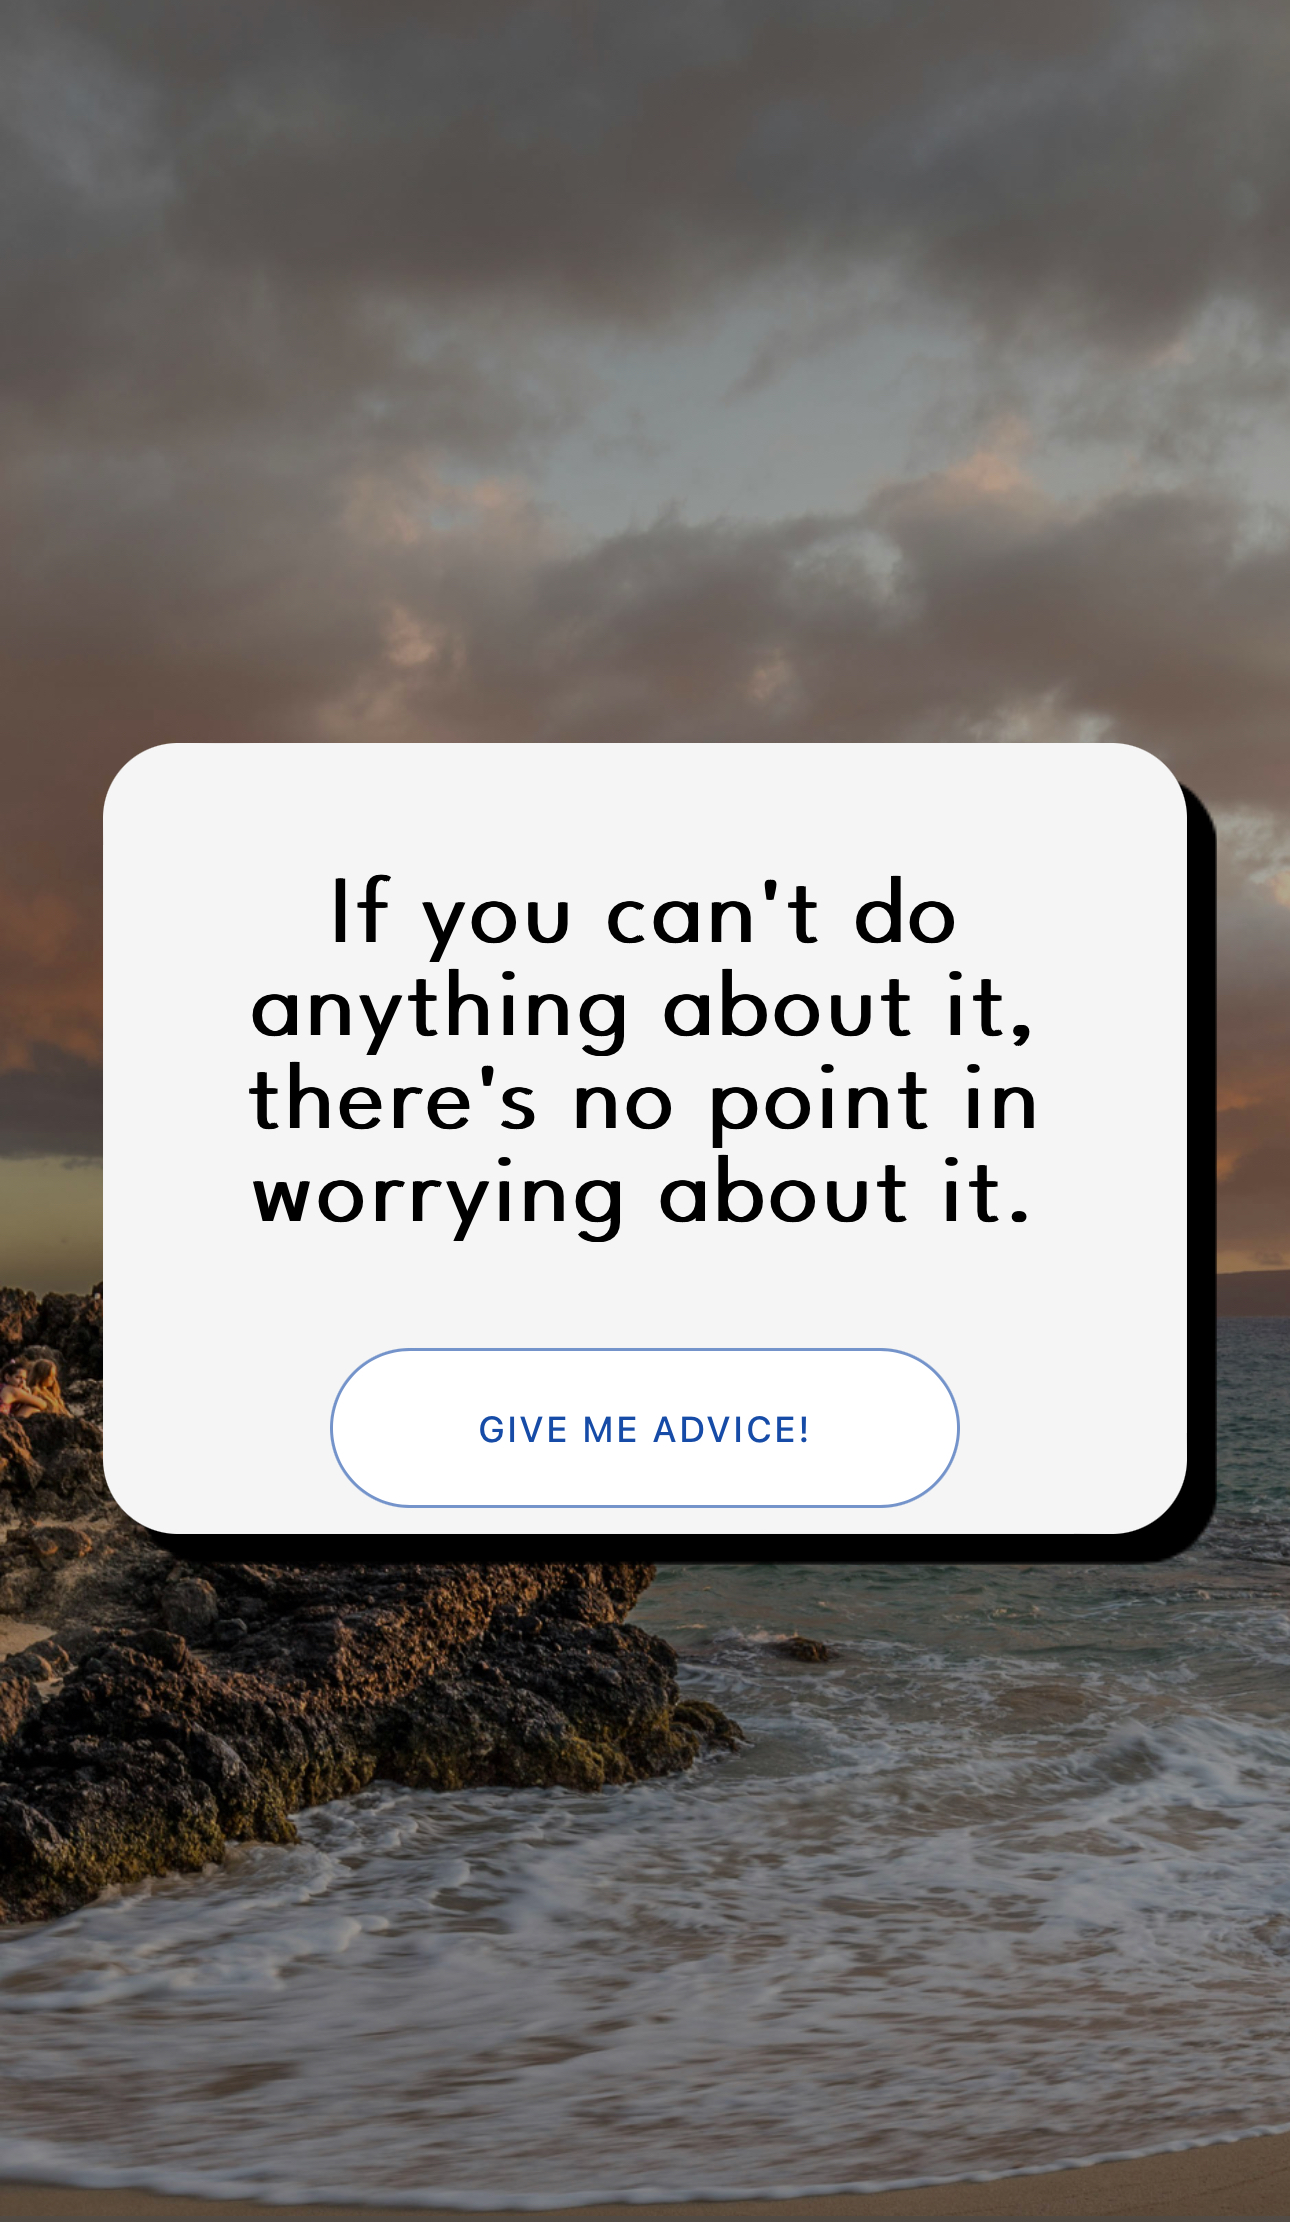 If you can't do
anything about it,
there's no point in
worrying about it.
GIVE ME ADVICE!